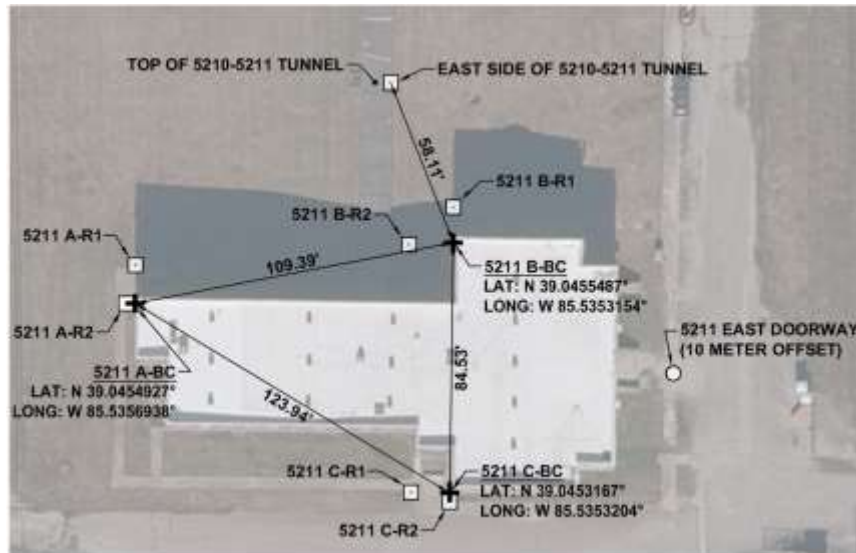 TOP OF 5210-5211 TUNNEL
EAST SIDE OF 5210-5211 TUNNEL
58.11'
5211 B-R1
5211 B-R2
5211 A-R1
109.39'
5211 B-BC
LAT: N 39.0455487°
LONG: W 85.5353154°
5211 A-R2
5211 EAST DOORWAY
(10 METER OFFSET)
5211 A-BC
LAT: N 39.0454927°
LONG: W 85.5356938°
84.53'
123.94'
5211 C-R1
5211 C-BC
LAT: N 39.0453167°
LONG: W 85.5353204°
5211 C-R2